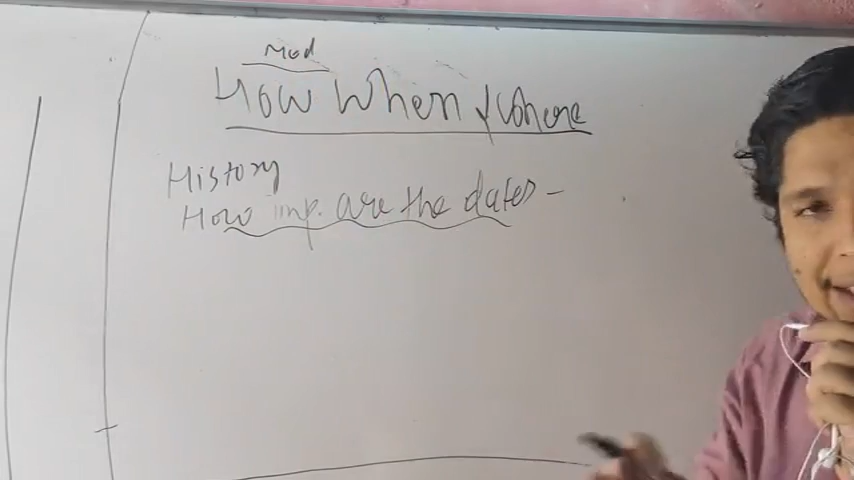 Mod
How When & Where
History
How imp. are the dates -